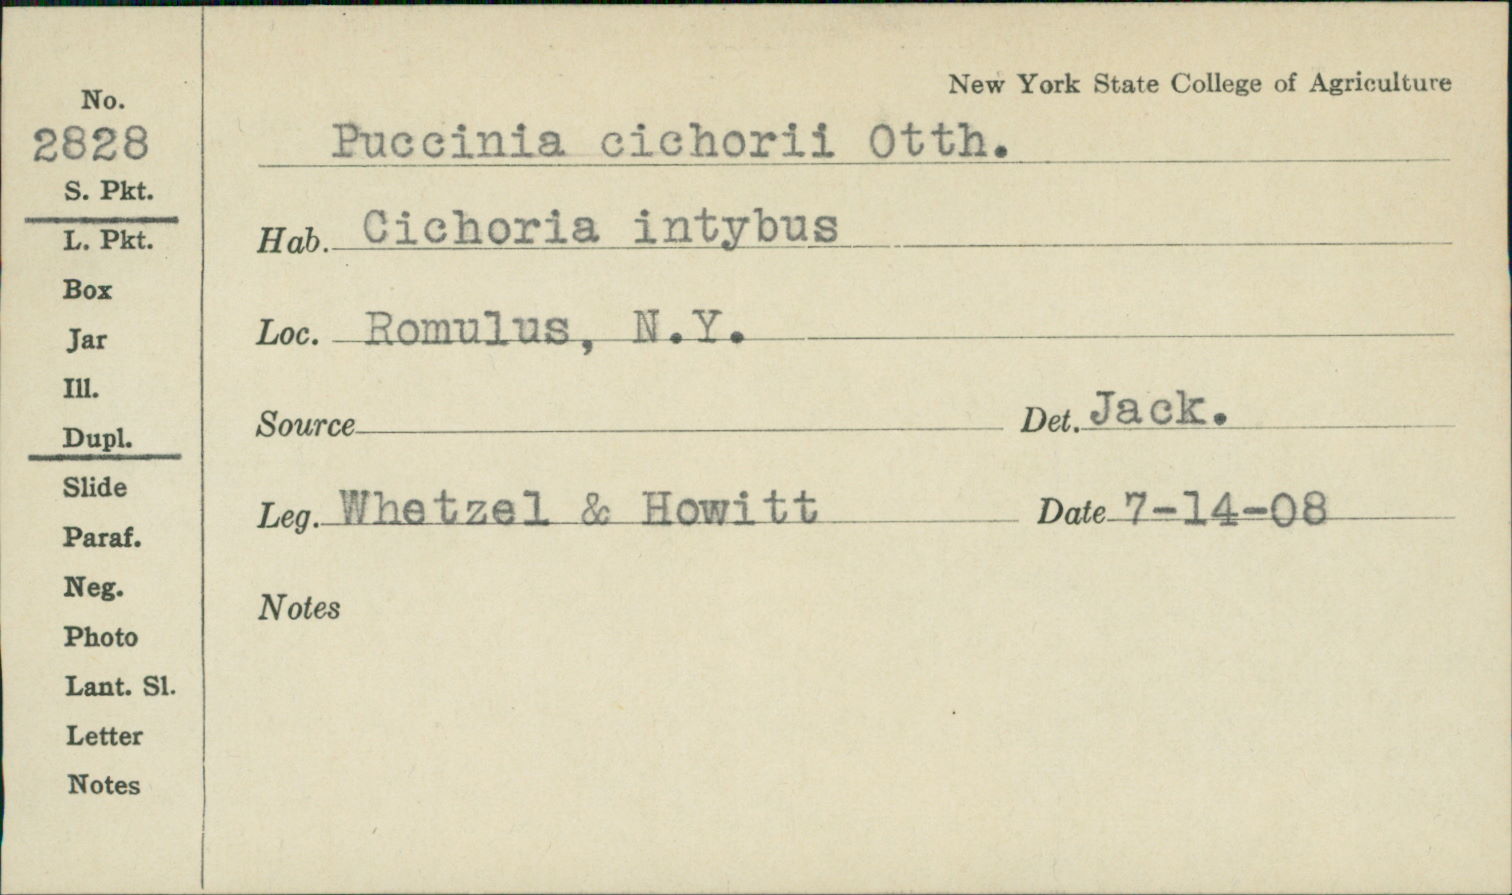 New York State College of Agriculture
No.
2828
S. Pkt.
L. Pkt.
Box
Jar
Ill.
Dupl.
Slide
Paraf.
Neg.
Photo
Lant. Sl.
Letter
Notes
Puccinia cichorii Otth.
Hab. Cichoria intybus
Loc. Romulus, N.Y.
Source Det. Jack.
Leg. Whetzel & Howitt Date 7-14-08
Notes